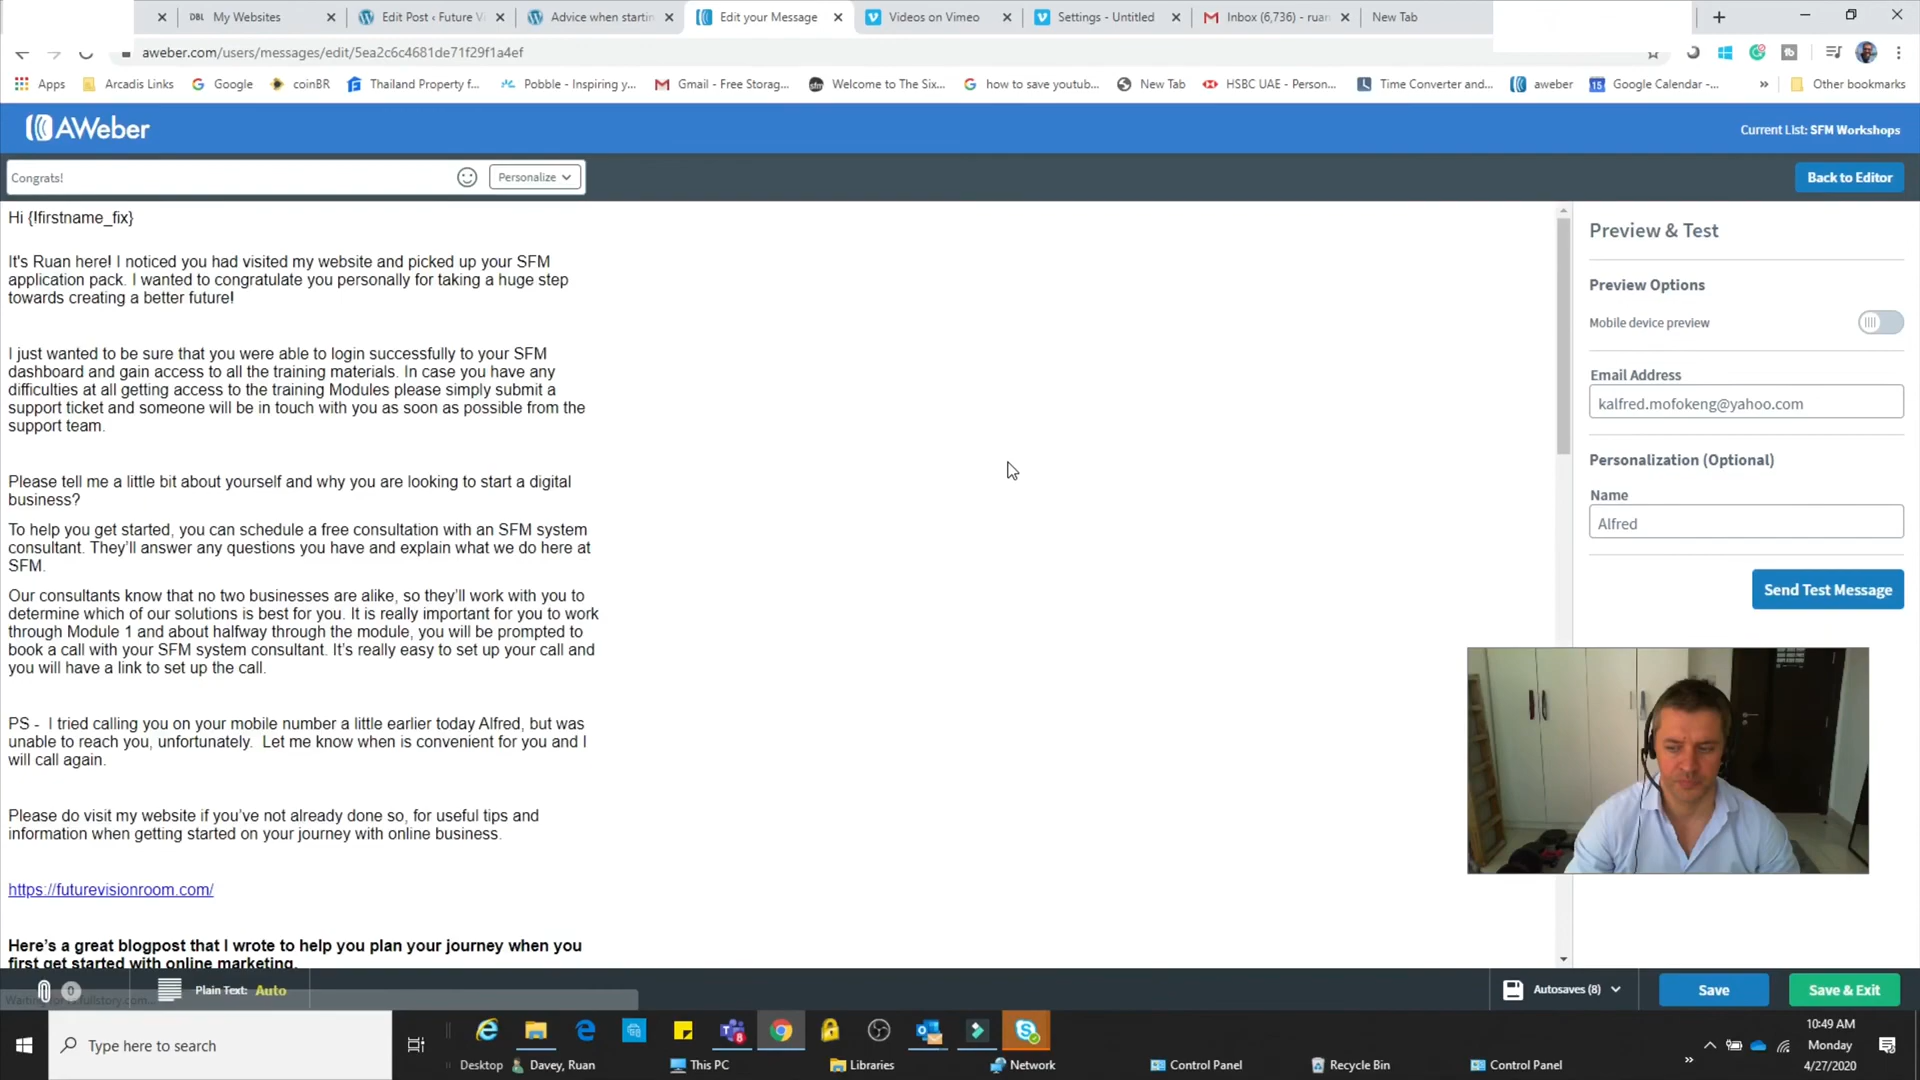 DBL My Websites
Edit Post ‹ Future Vi
Advice when startin
Edit your Message
Videos on Vimeo
Settings - Untitled
Inbox (6,736) - ruan
New Tab
aweber.com/users/messages/edit/5ea2c6c4681de71f29f1a4ef
Apps
Arcadis Links
Google
coinBR
Thailand Property f...
Pobble - Inspiring y...
Gmail - Free Storag...
Welcome to The Six...
how to save youtub...
New Tab
HSBC UAE - Person...
Time Converter and...
aweber
Google Calendar -...
»
Other bookmarks
AWeber
Current List: SFM Workshops
Congrats!
Personalize
Back to Editor
Hi {!firstname_fix}
It's Ruan here! I noticed you had visited my website and picked up your SFM
application pack. I wanted to congratulate you personally for taking a huge step
towards creating a better future!
I just wanted to be sure that you were able to login successfully to your SFM
dashboard and gain access to all the training materials. In case you have any
difficulties at all getting access to the training Modules please simply submit a
support ticket and someone will be in touch with you as soon as possible from the
support team.
Please tell me a little bit about yourself and why you are looking to start a digital
business?
To help you get started, you can schedule a free consultation with an SFM system
consultant. They’ll answer any questions you have and explain what we do here at
SFM.
Our consultants know that no two businesses are alike, so they’ll work with you to
determine which of our solutions is best for you. It is really important for you to work
through Module 1 and about halfway through the module, you will be prompted to
book a call with your SFM system consultant. It’s really easy to set up your call and
you will have a link to set up the call.
PS - I tried calling you on your mobile number a little earlier today Alfred, but was
unable to reach you, unfortunately. Let me know when is convenient for you and I
will call again.
Please do visit my website if you’ve not already done so, for useful tips and
information when getting started on your journey with online business.
https://futurevisionroom.com/
Here’s a great blogpost that I wrote to help you plan your journey when you
first get started with online marketing.
Preview & Test
Preview Options
Mobile device preview
Email Address
kalfred.mofokeng@yahoo.com
Personalization (Optional)
Name
Alfred
Send Test Message
0
Plain Text: Auto
Autosaves (8)
Save
Save & Exit
Type here to search
Desktop
Davey, Ruan
This PC
Libraries
Network
Control Panel
Recycle Bin
Control Panel
»
10:49 AM
Monday
4/27/2020